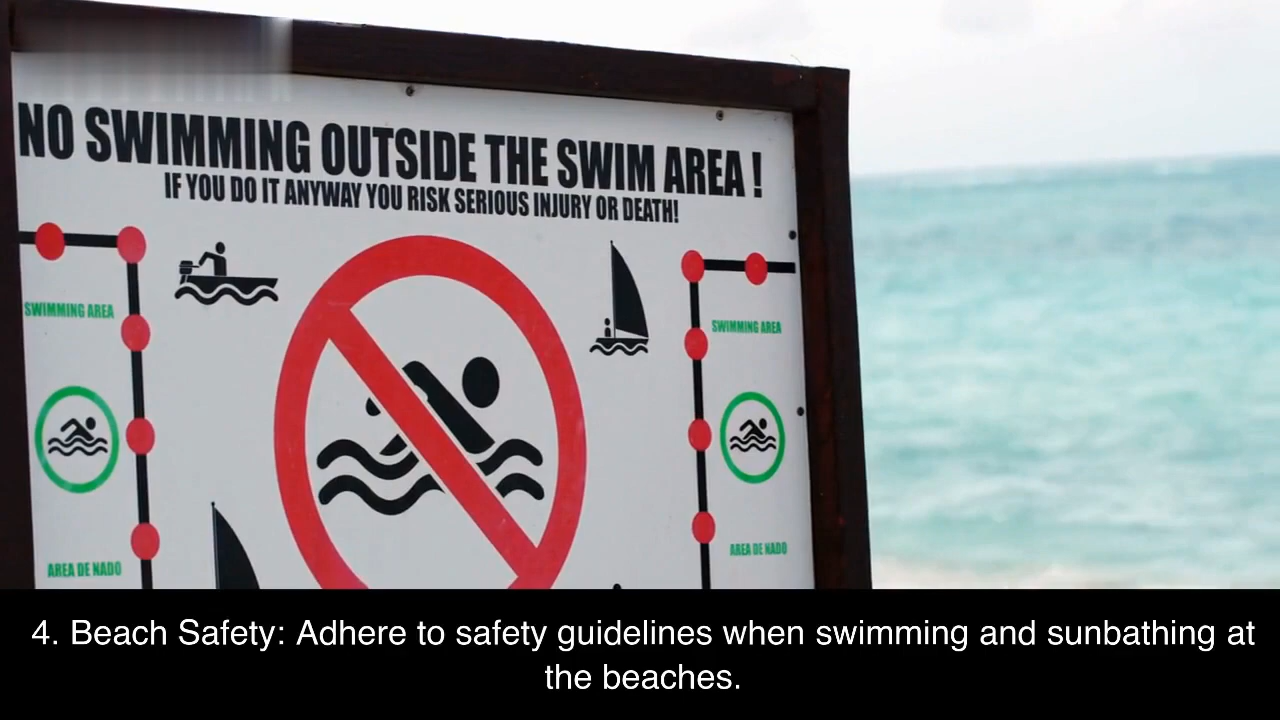 NO SWIMMING OUTSIDE THE SWIM AREA !
IF YOU DO IT ANYWAY YOU RISK SERIOUS INJURY OR DEATH!
SWIMMING AREA
SWIMMING AREA
AREA DE NADO
AREA DE NADO
4. Beach Safety: Adhere to safety guidelines when swimming and sunbathing at
the beaches.